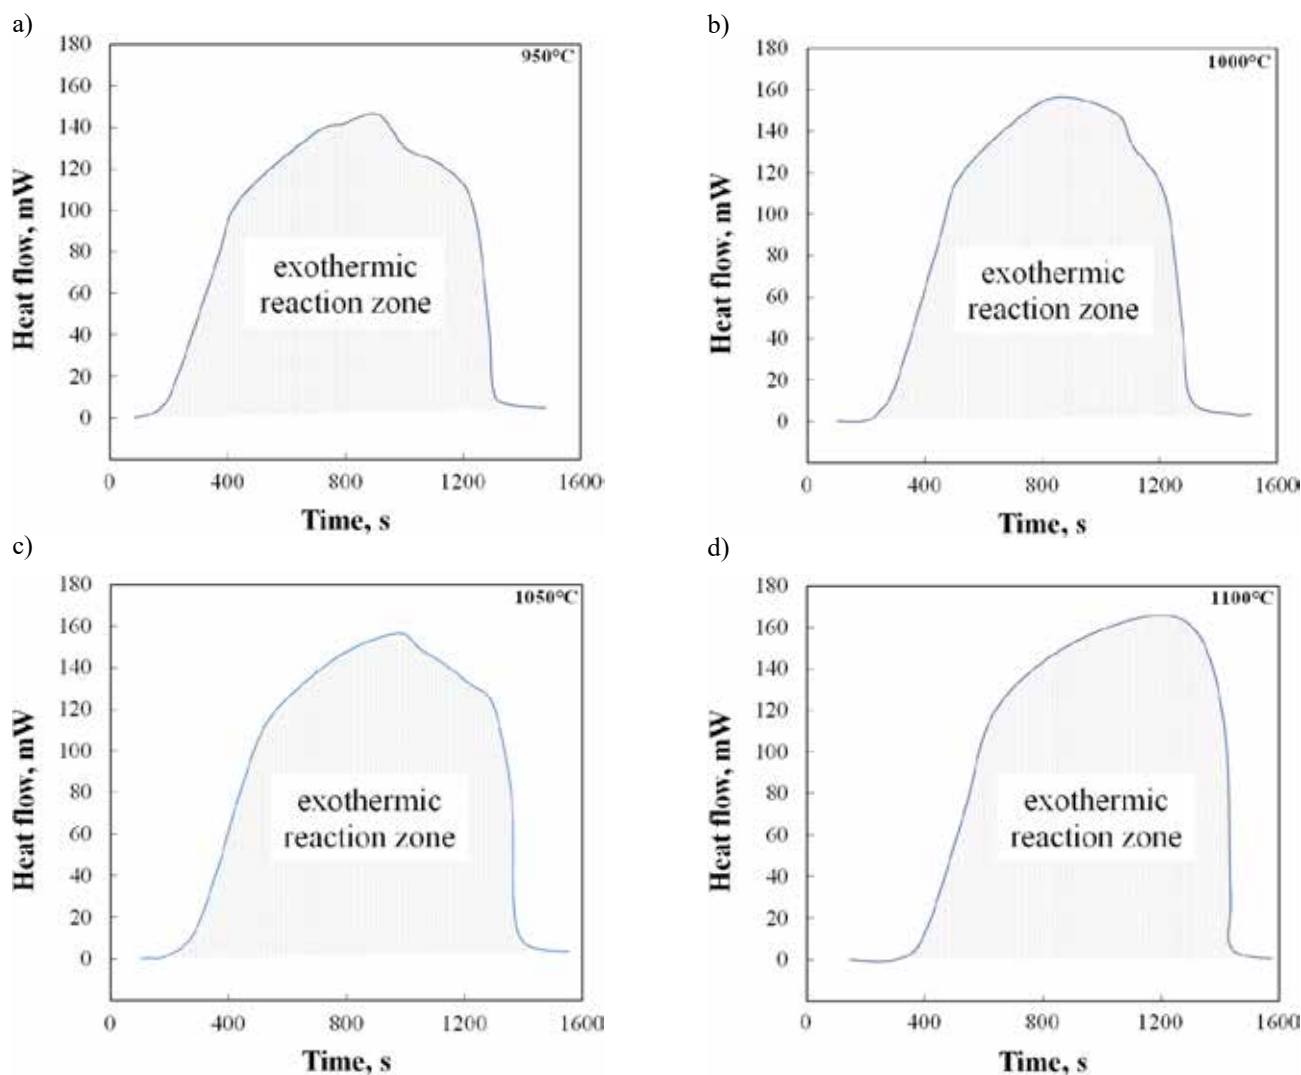 a)
950°C
180
160
140
120
100
80
60
40
20
0
Heat flow, mW
exothermic
reaction zone
0 400 800 1200 1600
Time, s
b)
1000°C
180
160
140
120
100
80
60
40
20
0
Heat flow, mW
exothermic
reaction zone
0 400 800 1200 1600
Time, s
c)
1050°C
180
160
140
120
100
80
60
40
20
0
Heat flow, mW
exothermic
reaction zone
0 400 800 1200 1600
Time, s
d)
1100°C
180
160
140
120
100
80
60
40
20
0
Heat flow, mW
exothermic
reaction zone
0 400 800 1200 1600
Time, s